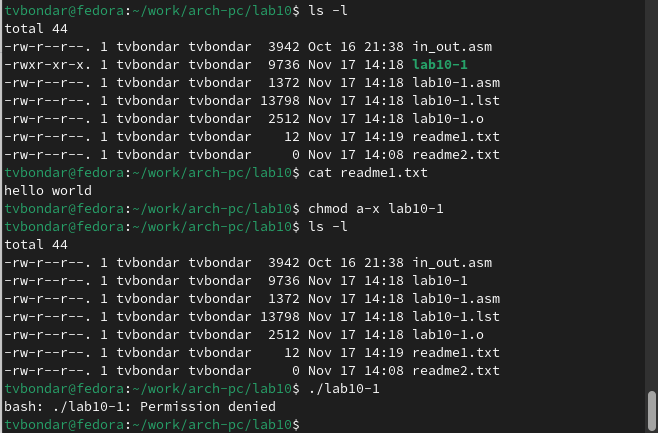 tvbondar@fedora:~/work/arch-pc/lab10$ ls -l
total 44
-rw-r--r--. 1 tvbondar tvbondar  3942 Oct 16 21:38 in_out.asm
-rwxr-xr-x. 1 tvbondar tvbondar  9736 Nov 17 14:18 lab10-1
-rw-r--r--. 1 tvbondar tvbondar  1372 Nov 17 14:18 lab10-1.asm
-rw-r--r--. 1 tvbondar tvbondar 13798 Nov 17 14:18 lab10-1.lst
-rw-r--r--. 1 tvbondar tvbondar  2512 Nov 17 14:18 lab10-1.o
-rw-r--r--. 1 tvbondar tvbondar    12 Nov 17 14:19 readme1.txt
-rw-r--r--. 1 tvbondar tvbondar     0 Nov 17 14:08 readme2.txt
tvbondar@fedora:~/work/arch-pc/lab10$ cat readme1.txt
hello world
tvbondar@fedora:~/work/arch-pc/lab10$ chmod a-x lab10-1
tvbondar@fedora:~/work/arch-pc/lab10$ ls -l
total 44
-rw-r--r--. 1 tvbondar tvbondar  3942 Oct 16 21:38 in_out.asm
-rw-r--r--. 1 tvbondar tvbondar  9736 Nov 17 14:18 lab10-1
-rw-r--r--. 1 tvbondar tvbondar  1372 Nov 17 14:18 lab10-1.asm
-rw-r--r--. 1 tvbondar tvbondar 13798 Nov 17 14:18 lab10-1.lst
-rw-r--r--. 1 tvbondar tvbondar  2512 Nov 17 14:18 lab10-1.o
-rw-r--r--. 1 tvbondar tvbondar    12 Nov 17 14:19 readme1.txt
-rw-r--r--. 1 tvbondar tvbondar     0 Nov 17 14:08 readme2.txt
tvbondar@fedora:~/work/arch-pc/lab10$ ./lab10-1
bash: ./lab10-1: Permission denied
tvbondar@fedora:~/work/arch-pc/lab10$